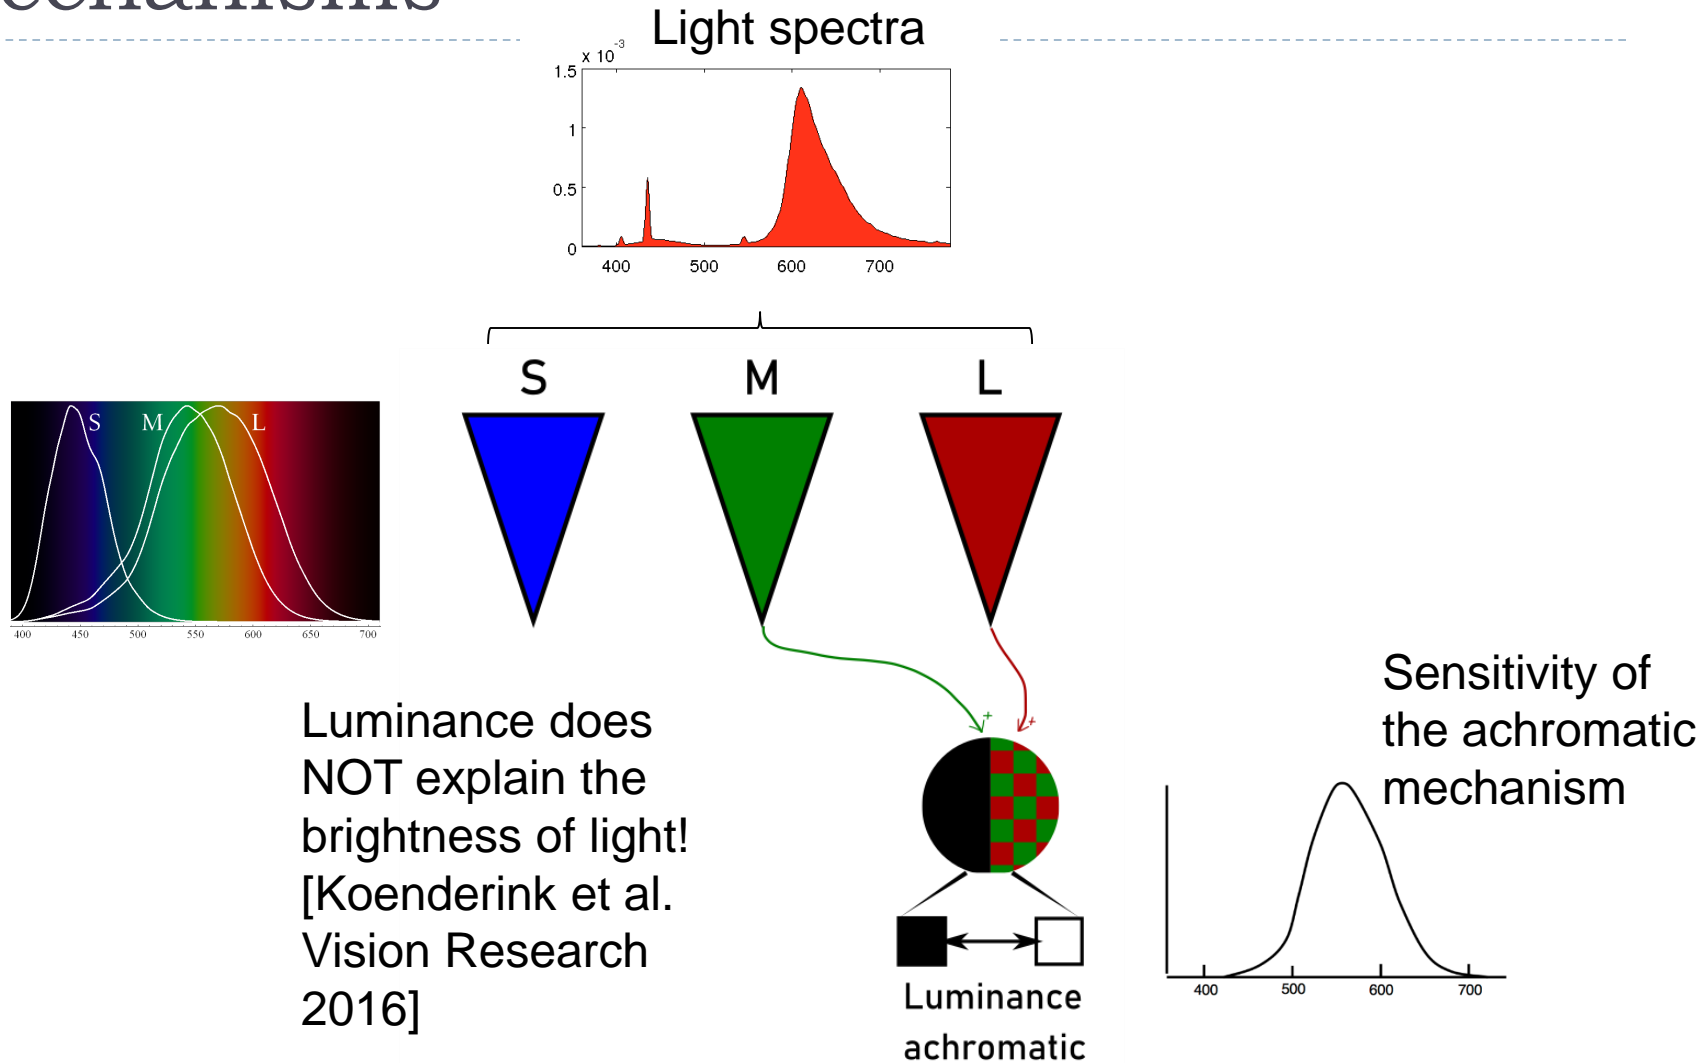 Light spectra
x 10-3
1.5
1
0.5
0
400 500 600 700
S M L
S M L
400 450 500 550 600 650 700
+ +
Luminance does
NOT explain the
brightness of light!
[Koenderink et al.
Vision Research
2016]
Luminance
achromatic
Sensitivity of
the achromatic
mechanism
400 500 600 700